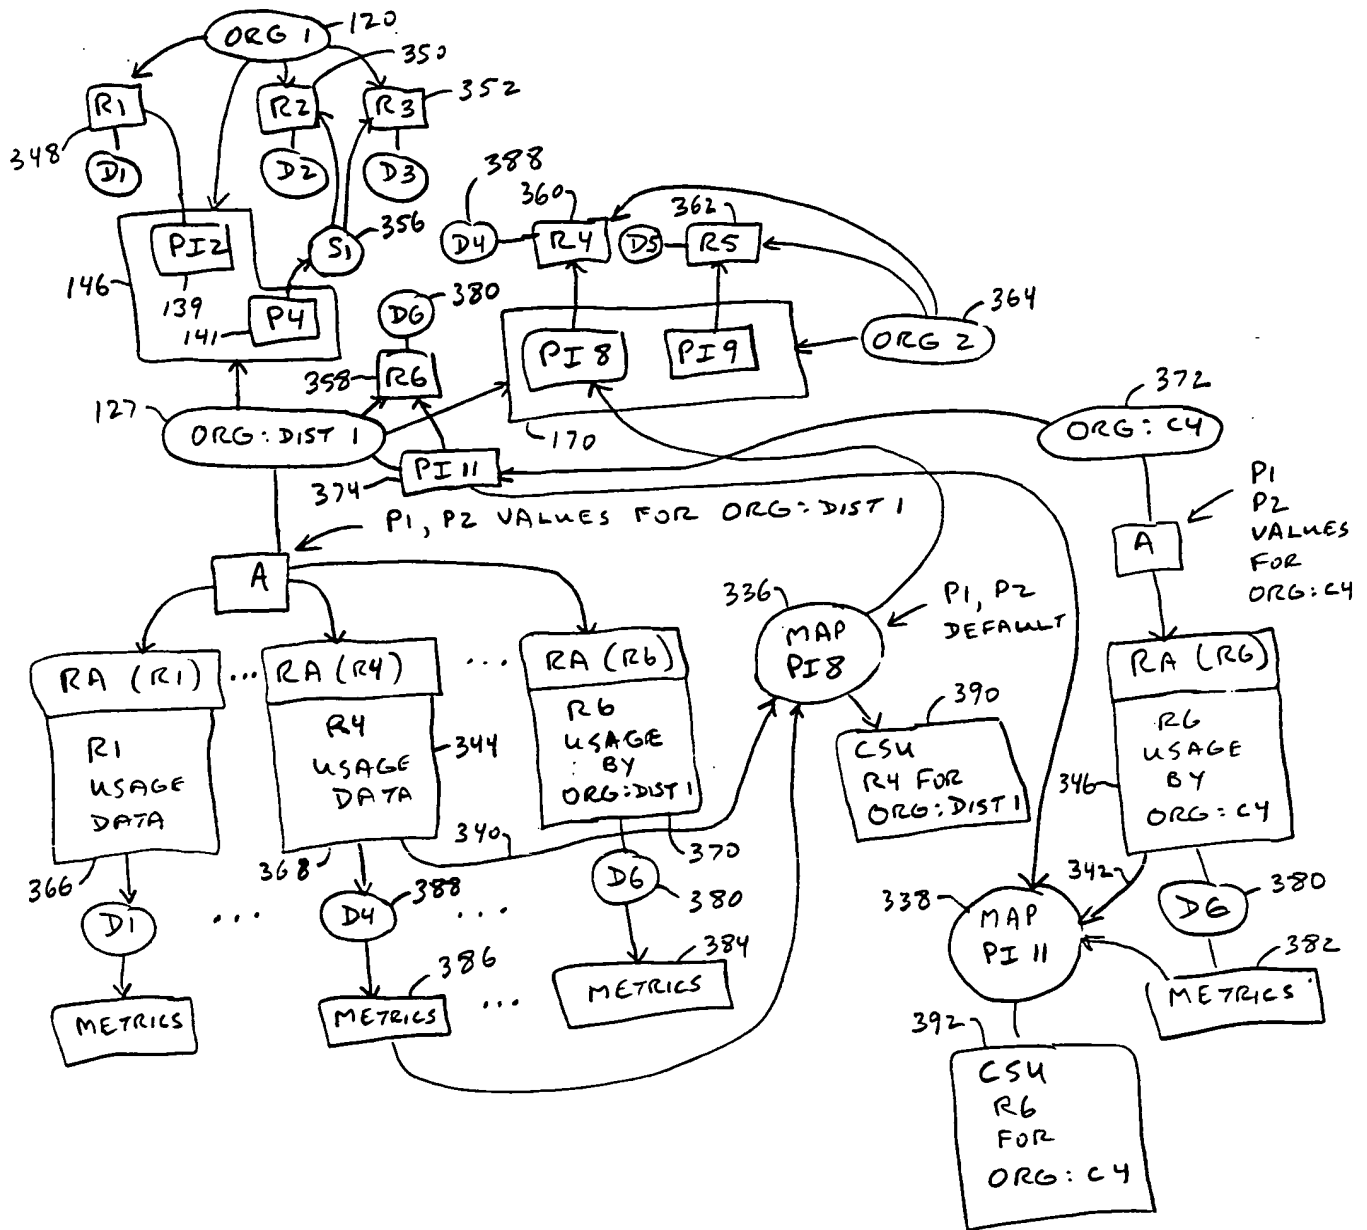 ORG 1
120
350
R1
R2
R3
352
348
D1
D2
D3
388
360
362
D4
R4
D5
R5
S1
356
PI2
146
139
P4
141
D6
380
364
ORG 2
PI 8
PI 9
358
R6
372
127
ORG: DIST 1
170
ORG: C4
PI 11
374
P1, P2 VALUES FOR ORG: DIST 1
P1
P2
VALUES
FOR
ORG: C4
A
A
336
MAP
PI 8
P1, P2
DEFAULT
RA (R1)
...
RA (R4)
...
RA (R6)
RA (R6)
R1
USAGE
DATA
R4
USAGE
DATA
344
R6
USAGE
BY
ORG: DIST 1
390
CSU
R4 FOR
ORG: DIST 1
R6
USAGE
BY
ORG: C4
346
340
366
368
370
342
D1
...
D4
388
...
D6
380
338
MAP
PI 11
D6
380
METRICS
386
METRICS
...
384
METRICS
382
METRICS
392
CSU
R6
FOR
ORG: C4